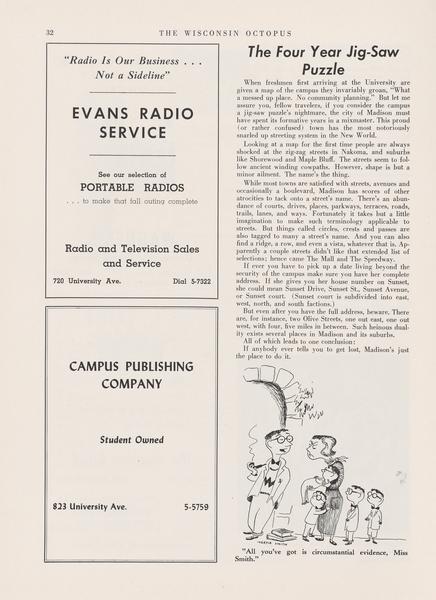 32
THE WISCONSIN OCTOPUS
"Radio Is Our Business . . .
Not a Sideline"
EVANS RADIO
SERVICE
See our selection of
PORTABLE RADIOS
. . . to make that fall outing complete
Radio and Television Sales
and Service
720 University Ave. Dial 5-7322
CAMPUS PUBLISHING
COMPANY
Student Owned
823 University Ave. 5-5759
The Four Year Jig-Saw
Puzzle
When freshmen first arriving at the University are
given a map of the campus they invariably groan, "What
a messed up place. No community planning." But let me
assure you, fellow travelers, if you consider the campus
a jig-saw puzzle's nightmare, the city of Madison must
have spent its formative years in a mixmaster. This proud
(or rather confused) town has the most notoriously
snarled up streeting system in the New World.
Looking at a map for the first time people are always
shocked at the zig-zag streets in Nakoma, and suburbs
like Shorewood and Maple Bluff. The streets seem to fol-
low ancient winding cowpaths. However, shape is but a
minor ailment. The name's the thing.
While most towns are satisfied with streets, avenues and
occasionally a boulevard, Madison has scores of other
atrocities to tack onto a street's name. There's an abun-
dance of courts, drives, places, parkways, terraces, roads,
trails, lanes, and ways. Fortunately it takes but a little
imagination to make such terminology applicable to
streets. But things called circles, crests and passes are
also tagged to many a street's name. And you can also
find a ridge, a row, and even a vista, whatever that is. Ap-
parently a couple streets didn't like that extended list of
selections; hence came The Mall and The Speedway.
If ever you have to pick up a date living beyond the
security of the campus make sure you have her complete
address. If she gives you her house number on Sunset,
she could mean Sunset Drive, Sunset St., Sunset Avenue,
or Sunset court. (Sunset court is subdivided into east,
west, north, and south factions.)
But even after you have the full address, beware. There
are, for instance, two Olive Streets, one out east, one out
west, with four, five miles in between. Such heinous dual-
ity exists several places in Madison and its suburbs.
All of which leads to one conclusion:
If anybody ever tells you to get lost, Madison's just
the place to do it.
W
"All you've got is circumstantial evidence, Miss
Smith."